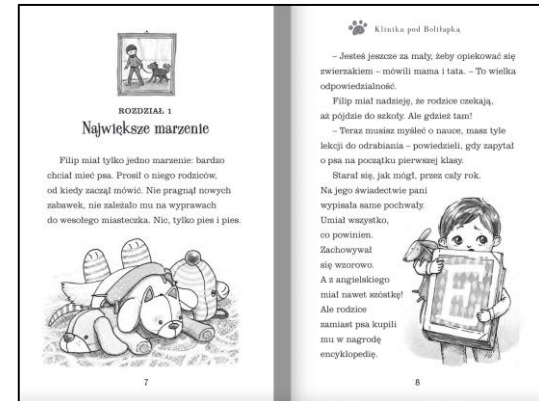 ROZDZIAŁ 1
Największe marzenie
Filip miał tylko jedno marzenie: bardzo
chciał mieć psa. Prosił o niego rodziców,
od kiedy zaczął mówić. Nie pragnął nowych
zabawek, nie zależało mu na wyprawach
do wesołego miasteczka. Nic, tylko pies i pies.
7
Klinika pod Boliłapką
– Jesteś jeszcze za mały, żeby opiekować się
zwierzakiem – mówili mama i tata. – To wielka
odpowiedzialność.
Filip miał nadzieję, że rodzice czekają,
aż pójdzie do szkoły. Ale gdzież tam!
– Teraz musisz myśleć o nauce, masz tyle
lekcji do odrabiania – powiedzieli, gdy zapytał
o psa na początku pierwszej klasy.
Starał się, jak mógł, przez cały rok.
Na jego świadectwie pani
wypisała same pochwały.
Umiał wszystko,
co powinien.
Zachowywał
się wzorowo.
A z angielskiego
miał nawet szóstkę!
Ale rodzice
zamiast psa kupili
mu w nagrodę
encyklopedię.
8